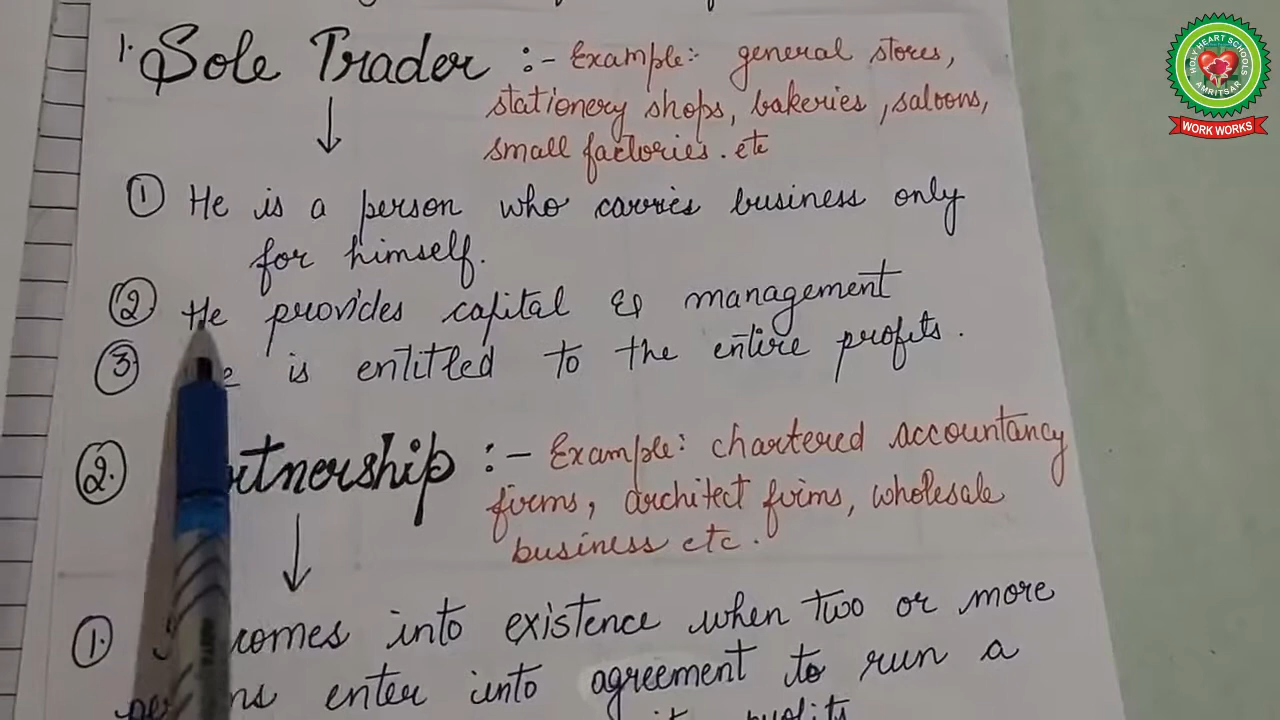 1. Sole Trader :- Example:- general stores,
stationery shops, bakeries, saloons,
small factories. etc
① He is a person who carries business only
for himself.
② He provides capital & management
③ is entitled to the entire profits.
②. :- Example: chartered accountancy
firms, architect firms, wholesale
business etc.
1. comes into existence when two or more
enter into agreement to run a
profits
HOLY HEART SCHOOLS
AMRITSAR
WORK WORKS